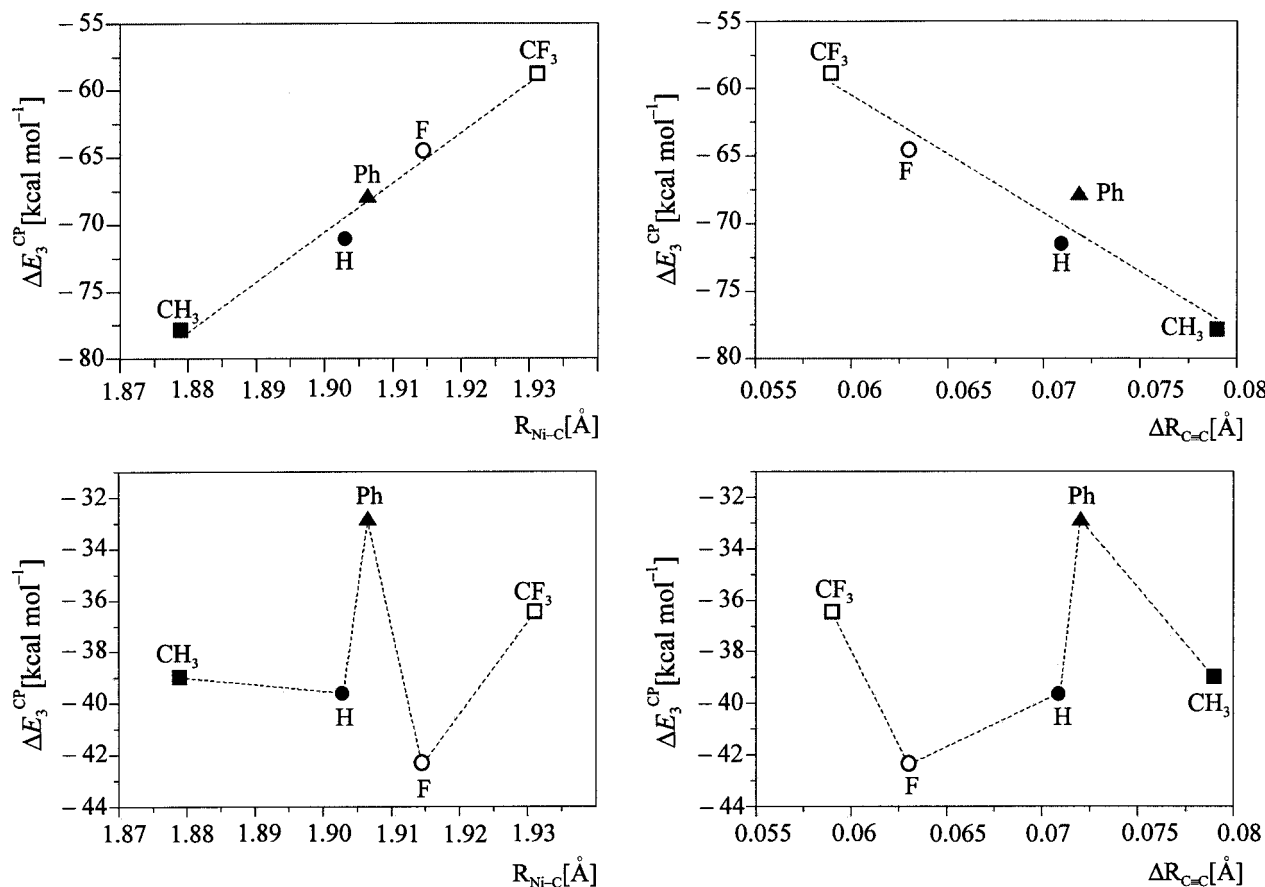 − 55
− 60
− 65
− 70
− 75
− 80
ΔE₃ᶜᴾ[kcal mol⁻¹]
CF₃
F
Ph
H
CH₃
1.87 1.88 1.89 1.90 1.91 1.92 1.93
R_Ni–C[Å]
− 55
− 60
− 65
− 70
− 75
− 80
ΔE₃ᶜᴾ[kcal mol⁻¹]
CF₃
F
Ph
H
CH₃
0.055 0.06 0.065 0.07 0.075 0.08
ΔR_C≡C[Å]
− 32
− 34
− 36
− 38
− 40
− 42
− 44
ΔE₃ᶜᴾ[kcal mol⁻¹]
Ph
CF₃
CH₃
H
F
1.87 1.88 1.89 1.90 1.91 1.92 1.93
R_Ni–C[Å]
− 32
− 34
− 36
− 38
− 40
− 42
− 44
ΔE₃ᶜᴾ[kcal mol⁻¹]
Ph
CF₃
CH₃
H
F
0.055 0.06 0.065 0.07 0.075 0.08
ΔR_C≡C[Å]